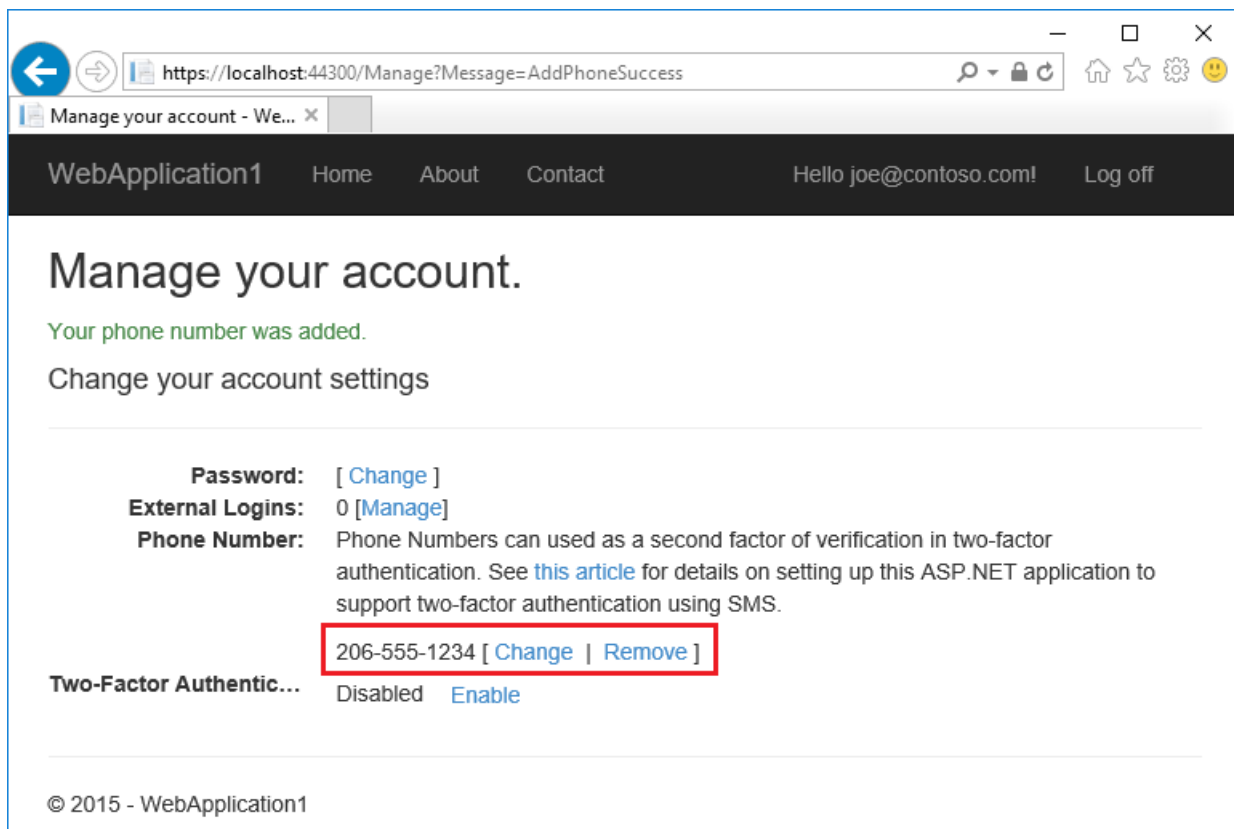 https://localhost:44300/Manage?Message=AddPhoneSuccess
Manage your account - We...
WebApplication1 Home About Contact Hello joe@contoso.com! Log off
Manage your account.
Your phone number was added.
Change your account settings
Password: [ Change ]
External Logins: 0 [Manage]
Phone Number: Phone Numbers can used as a second factor of verification in two-factor
authentication. See this article for details on setting up this ASP.NET application to
support two-factor authentication using SMS.
206-555-1234 [ Change | Remove ]
Two-Factor Authentic... Disabled Enable
© 2015 - WebApplication1